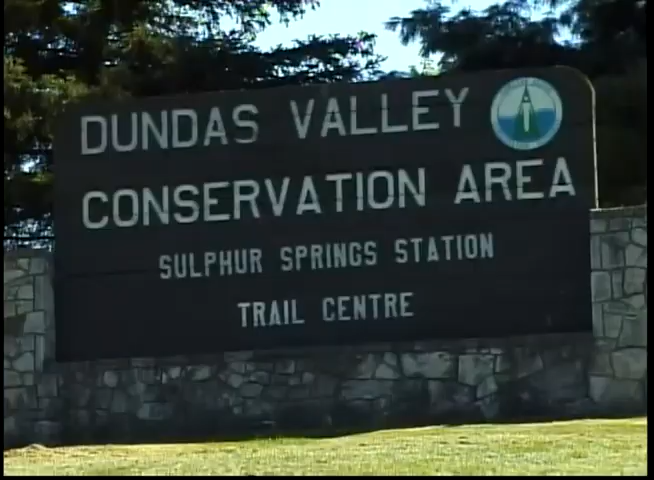 DUNDAS VALLEY
CONSERVATION AREA
SULPHUR SPRINGS STATION
TRAIL CENTRE